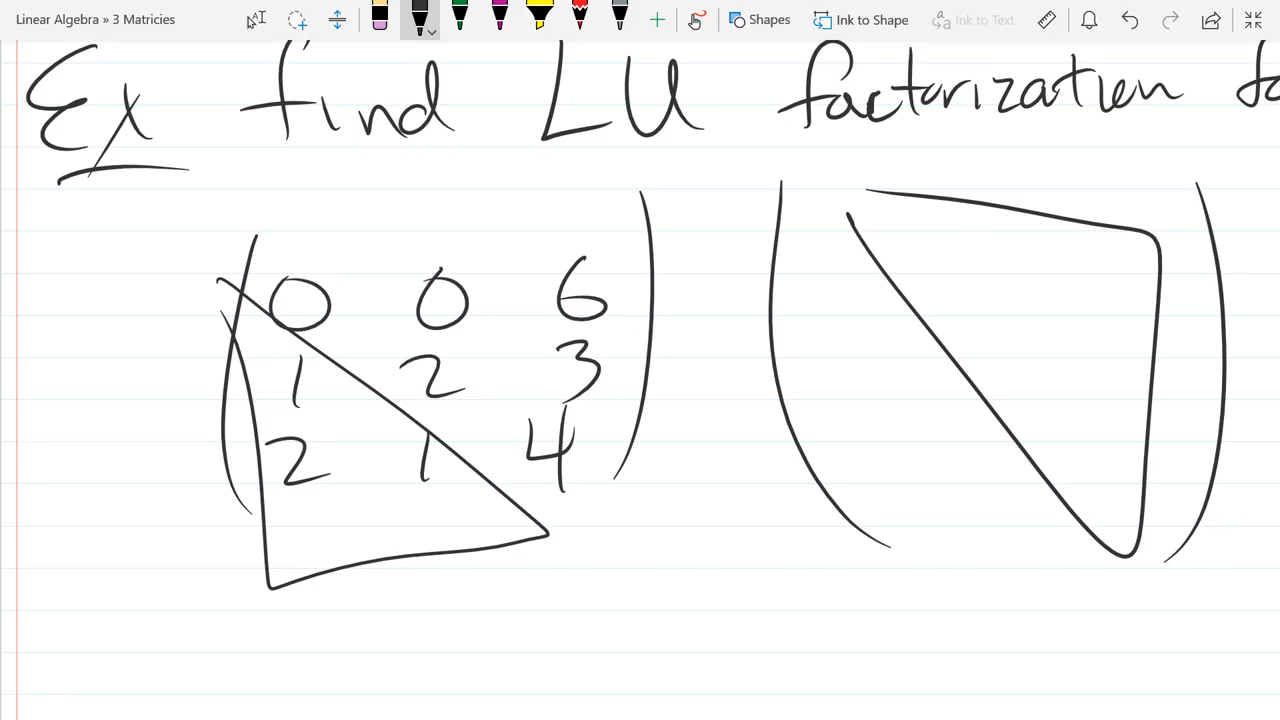 Linear Algebra » 3 Matricies
Shapes
Ink to Shape
Ink to Text
Ex find LU factorization
0 0 6
1 2 3
2 1 4